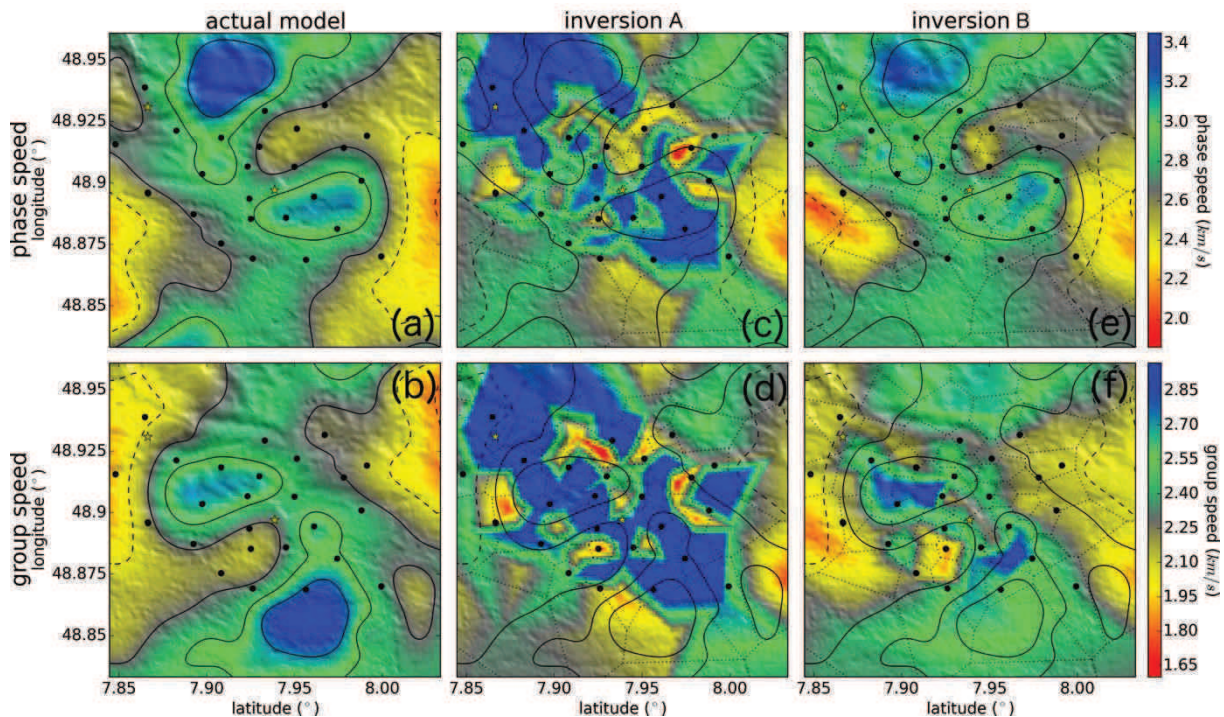 actual model inversion A inversion B
48.95
48.925
48.9
48.875
48.85
phase speed
longitude (°)
(a) (c) (e)
3.4
3.2
3.0
2.8
2.6
2.4
2.2
2.0
phase speed (km/s)
(b) (d) (f)
48.95
48.925
48.9
48.875
48.85
group speed
longitude (°)
2.85
2.70
2.55
2.40
2.25
2.10
1.95
1.80
1.65
group speed (km/s)
7.85 7.90 7.95 8.00 7.85 7.90 7.95 8.00 7.85 7.90 7.95 8.00
latitude (°) latitude (°) latitude (°)